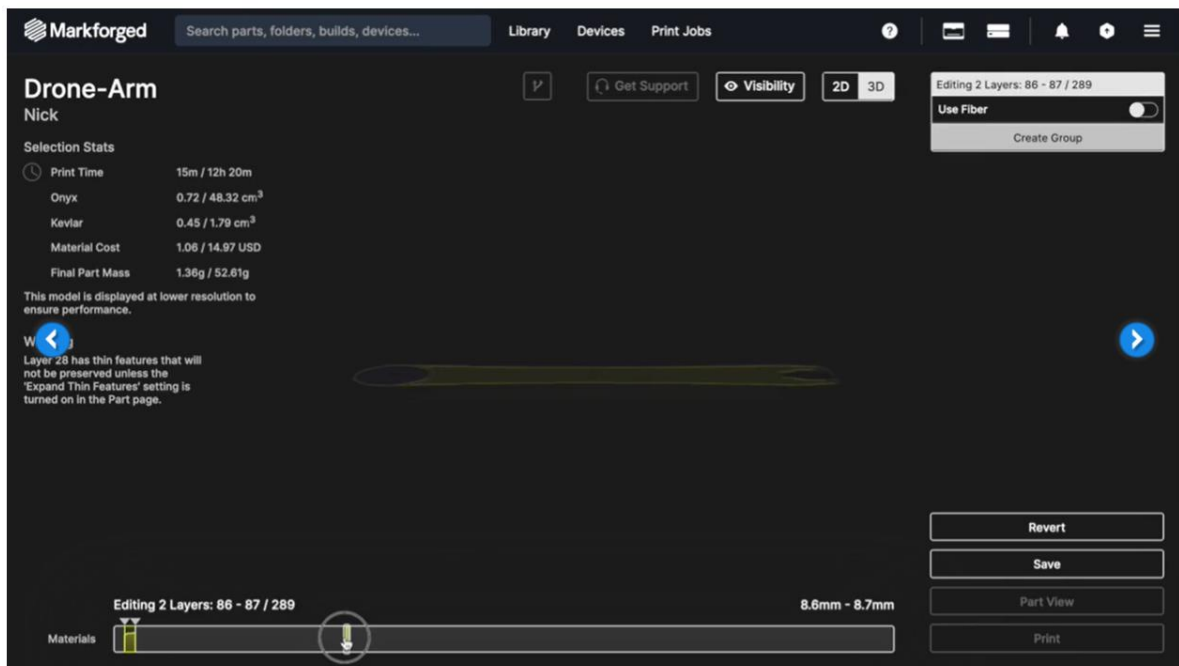 Markforged
Search parts, folders, builds, devices...
Library Devices Print Jobs
?
Drone-Arm
Nick
Get Support
Visibility
2D 3D
Selection Stats
Print Time 15m / 12h 20m
Onyx 0.72 / 48.32 cm³
Kevlar 0.45 / 1.79 cm³
Material Cost 1.06 / 14.97 USD
Final Part Mass 1.36g / 52.61g
This model is displayed at lower resolution to
ensure performance.
Layer 28 has thin features that will
not be preserved unless the
'Expand Thin Features' setting is
turned on in the Part page.
Editing 2 Layers: 86 - 87 / 289
Use Fiber
Create Group
Revert
Save
Part View
Print
Editing 2 Layers: 86 - 87 / 289 8.6mm - 8.7mm
Materials